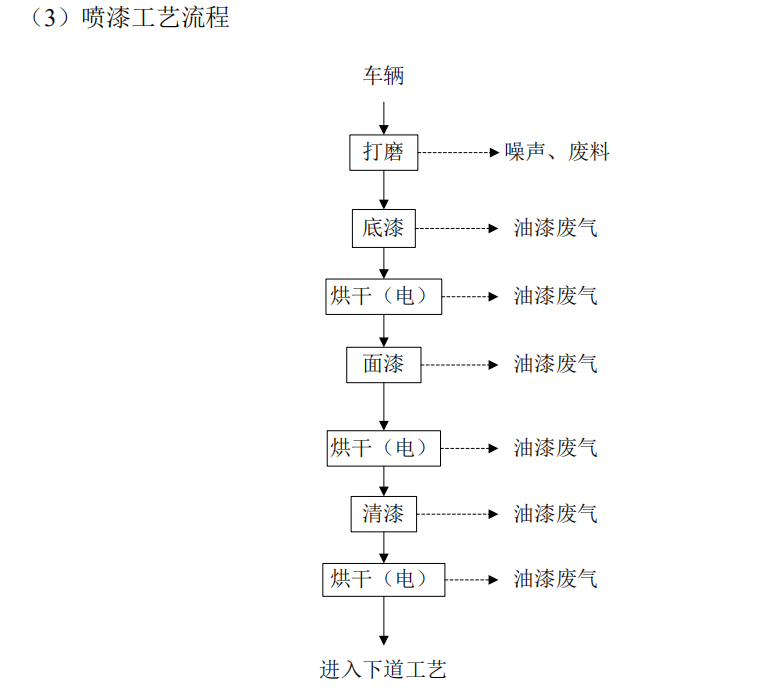 （3）喷漆工艺流程
车辆
打磨 噪声、废料
底漆 油漆废气
烘干（电） 油漆废气
面漆 油漆废气
烘干（电） 油漆废气
清漆 油漆废气
烘干（电） 油漆废气
进入下道工艺